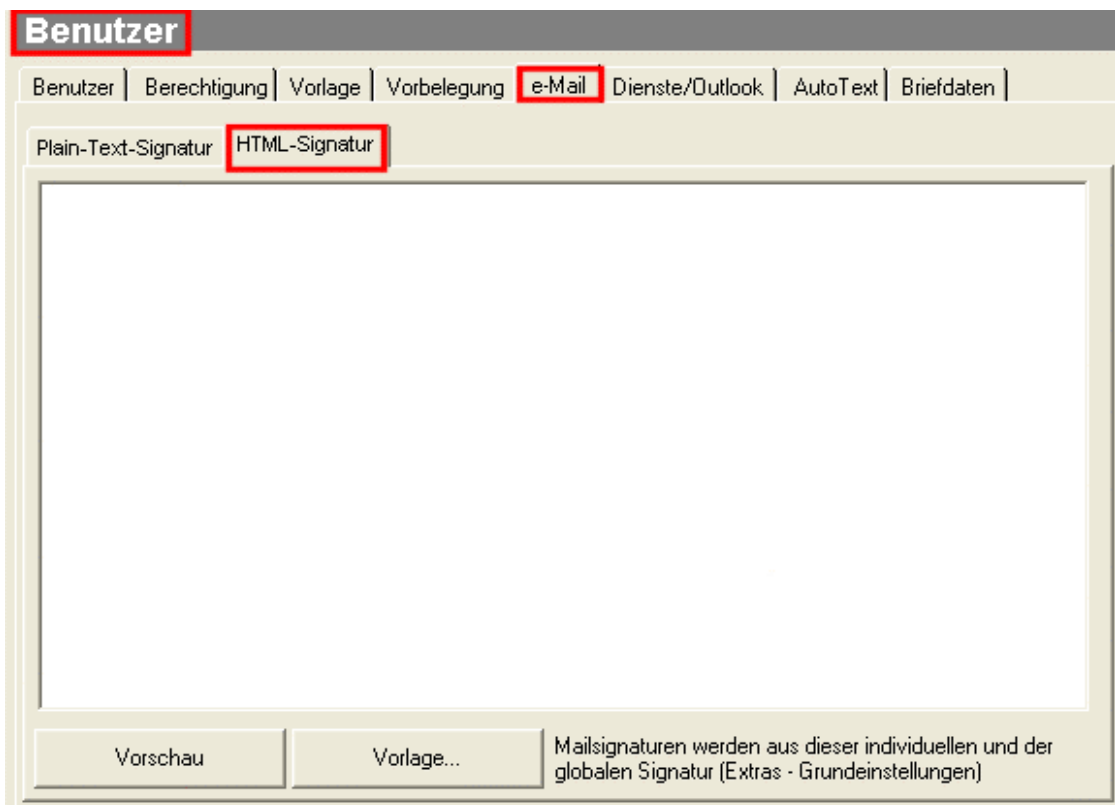 Benutzer
Benutzer Berechtigung Vorlage Vorbelegung e-Mail Dienste/Outlook AutoText Briefdaten
Plain-Text-Signatur HTML-Signatur
Vorschau Vorlage... Mailsignaturen werden aus dieser individuellen und der
globalen Signatur (Extras - Grundeinstellungen)